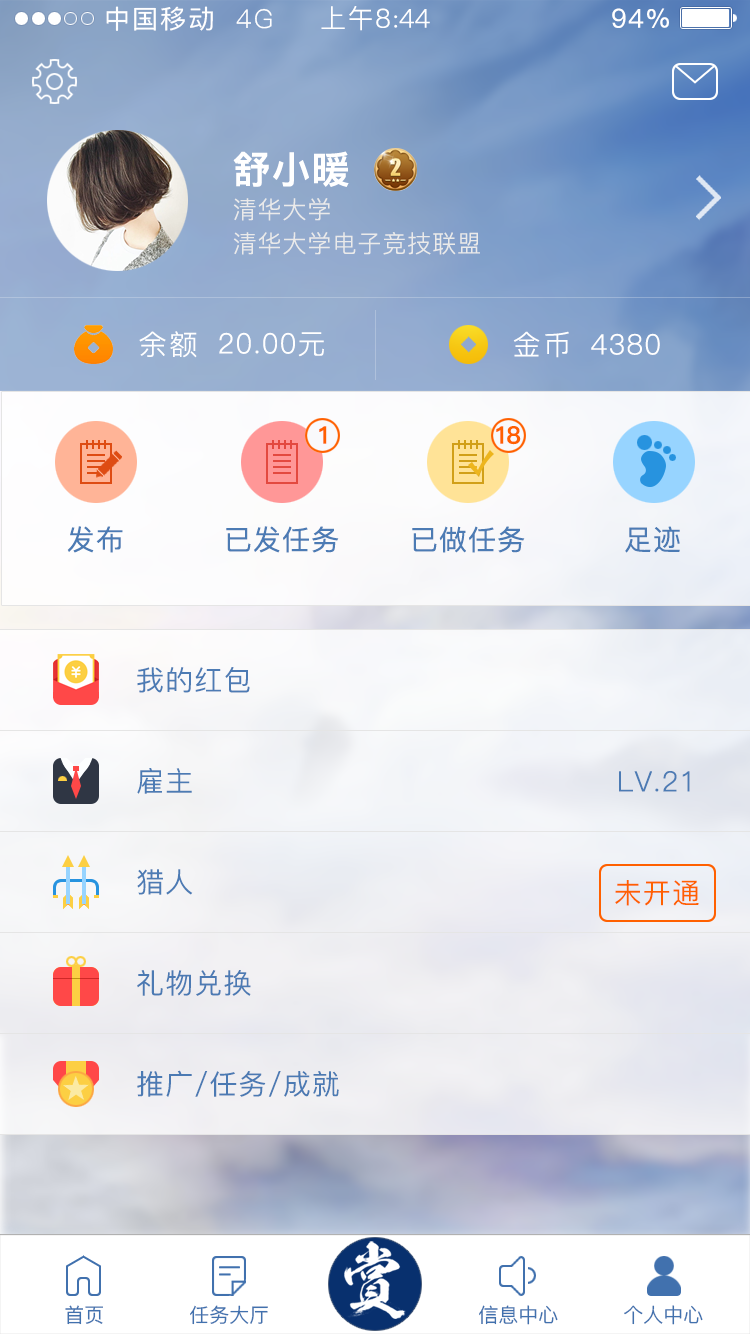 中国移动 4G 上午8:44 94%
舒小暖 2
清华大学
清华大学电子竞技联盟
余额 20.00元 金币 4380
1 18
发布 已发任务 已做任务 足迹
¥ 我的红包
雇主 LV.21
猎人 未开通
礼物兑换
推广/任务/成就
赏
首页 任务大厅 信息中心 个人中心